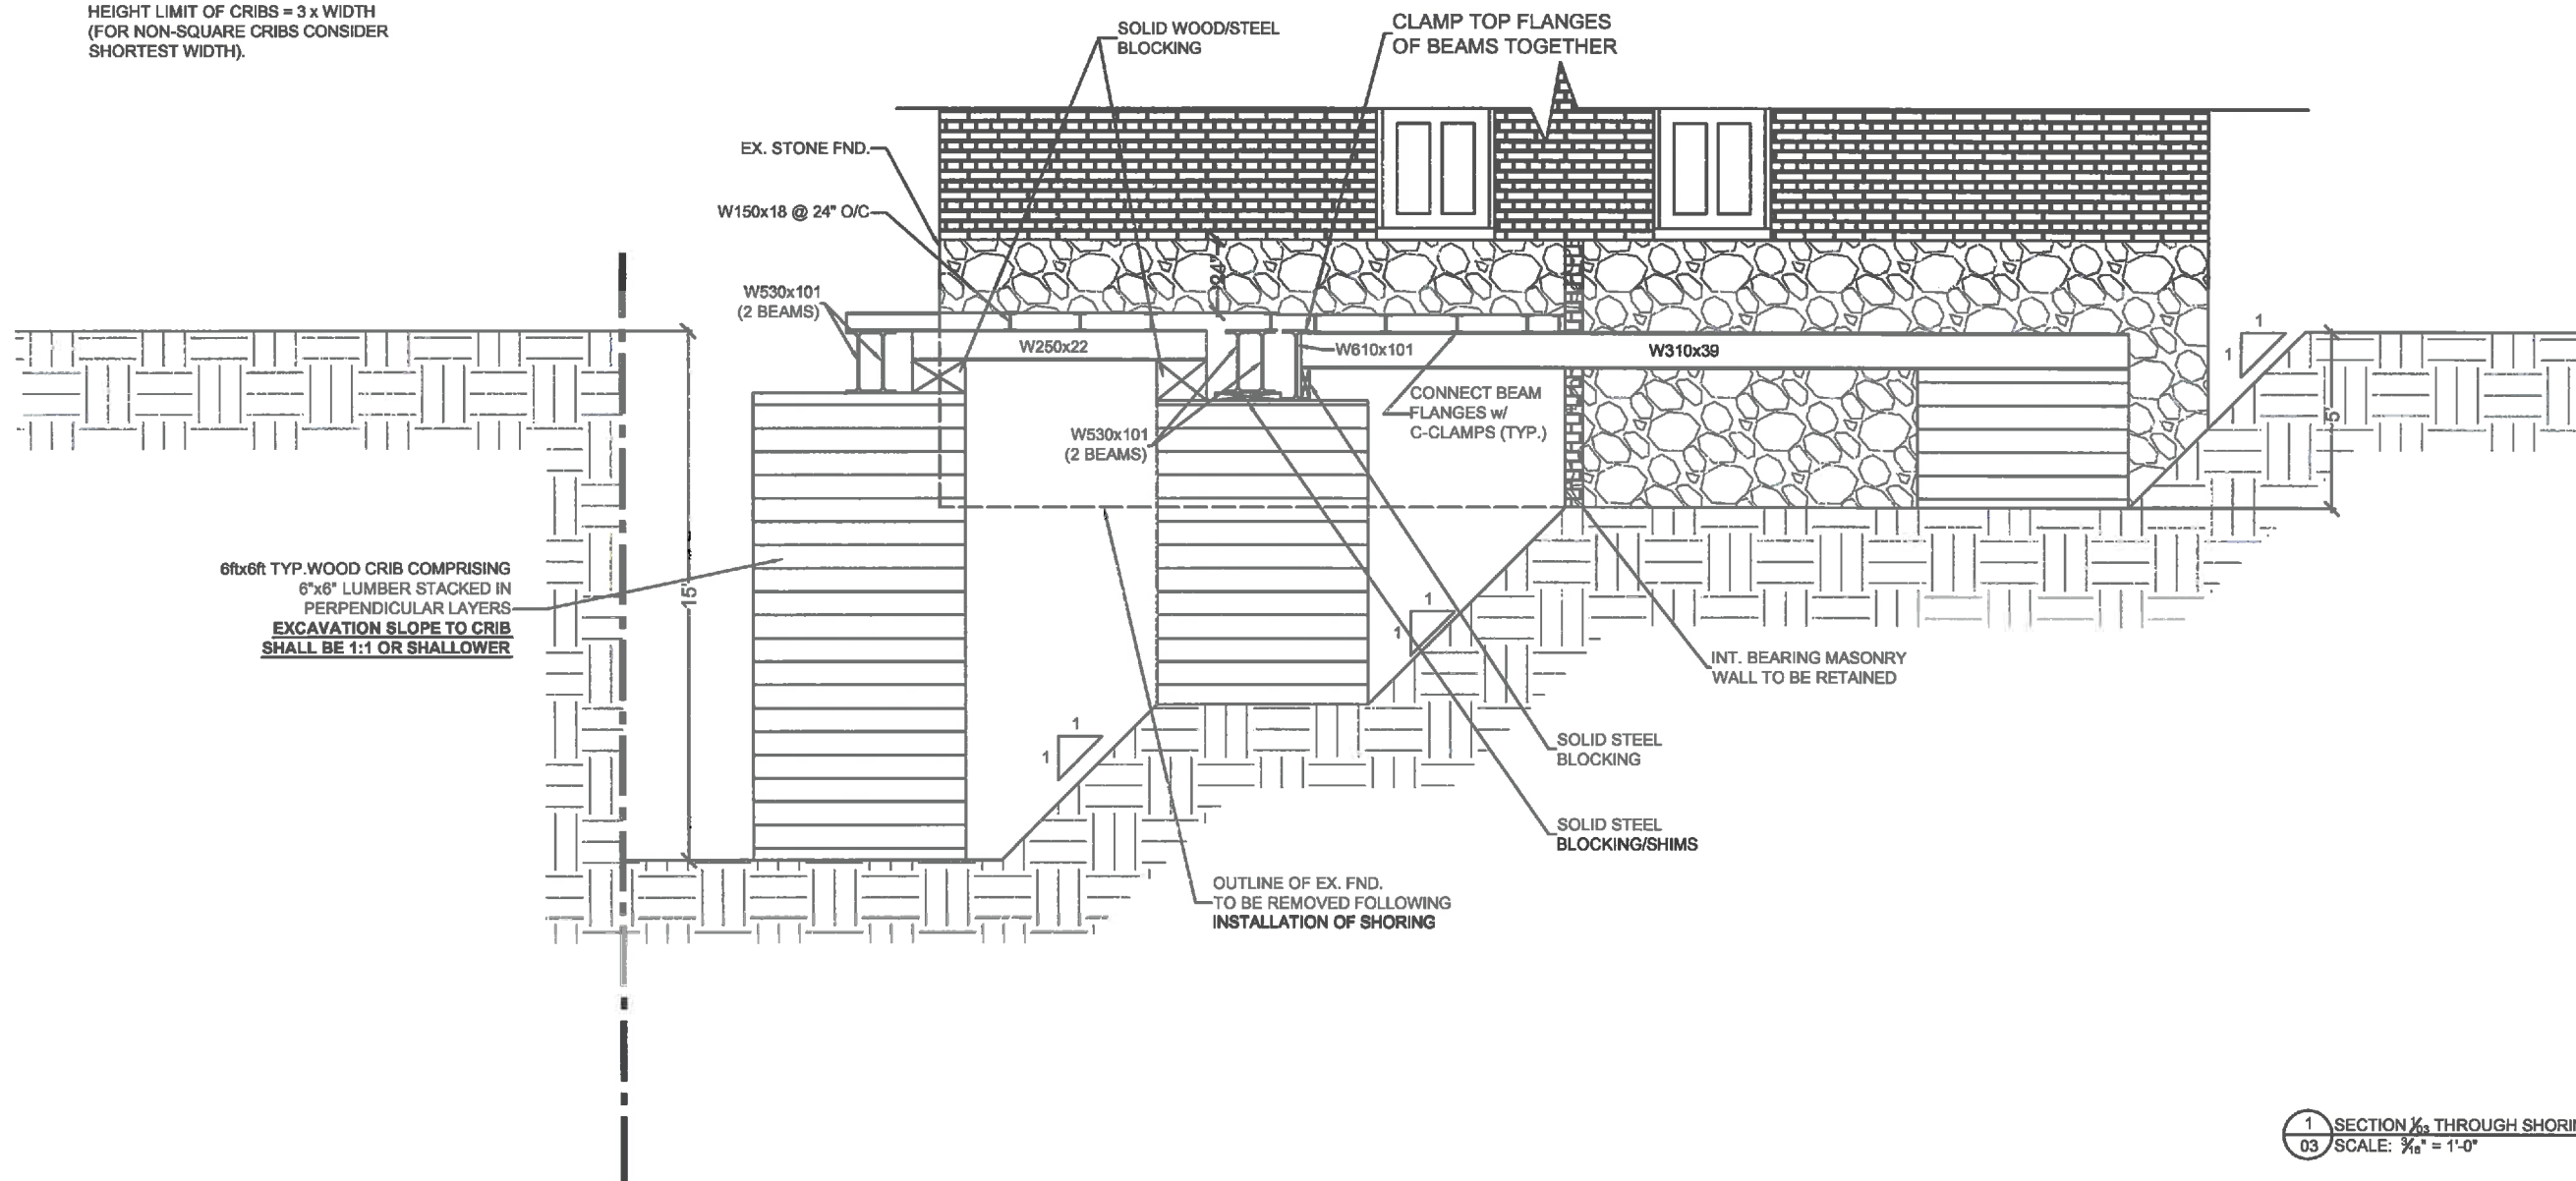 HEIGHT LIMIT OF CRIBS = 3 x WIDTH
(FOR NON-SQUARE CRIBS CONSIDER
SHORTEST WIDTH).
SOLID WOOD/STEEL
BLOCKING
CLAMP TOP FLANGES
OF BEAMS TOGETHER
EX. STONE FND.
W150x18 @ 24" O/C
24"
W530x101
(2 BEAMS)
W250x22
W610x101
W310x39
1
1
CONNECT BEAM
FLANGES w/
C-CLAMPS (TYP.)
5'
W530x101
(2 BEAMS)
6ftx6ft TYP.WOOD CRIB COMPRISING
6"x6" LUMBER STACKED IN
PERPENDICULAR LAYERS
EXCAVATION SLOPE TO CRIB
SHALL BE 1:1 OR SHALLOWER
15'
1
1
INT. BEARING MASONRY
WALL TO BE RETAINED
1
1
SOLID STEEL
BLOCKING
SOLID STEEL
BLOCKING/SHIMS
OUTLINE OF EX. FND.
TO BE REMOVED FOLLOWING
INSTALLATION OF SHORING
1
03
SECTION 1/03 THROUGH SHORI
SCALE: 3/16" = 1'-0"